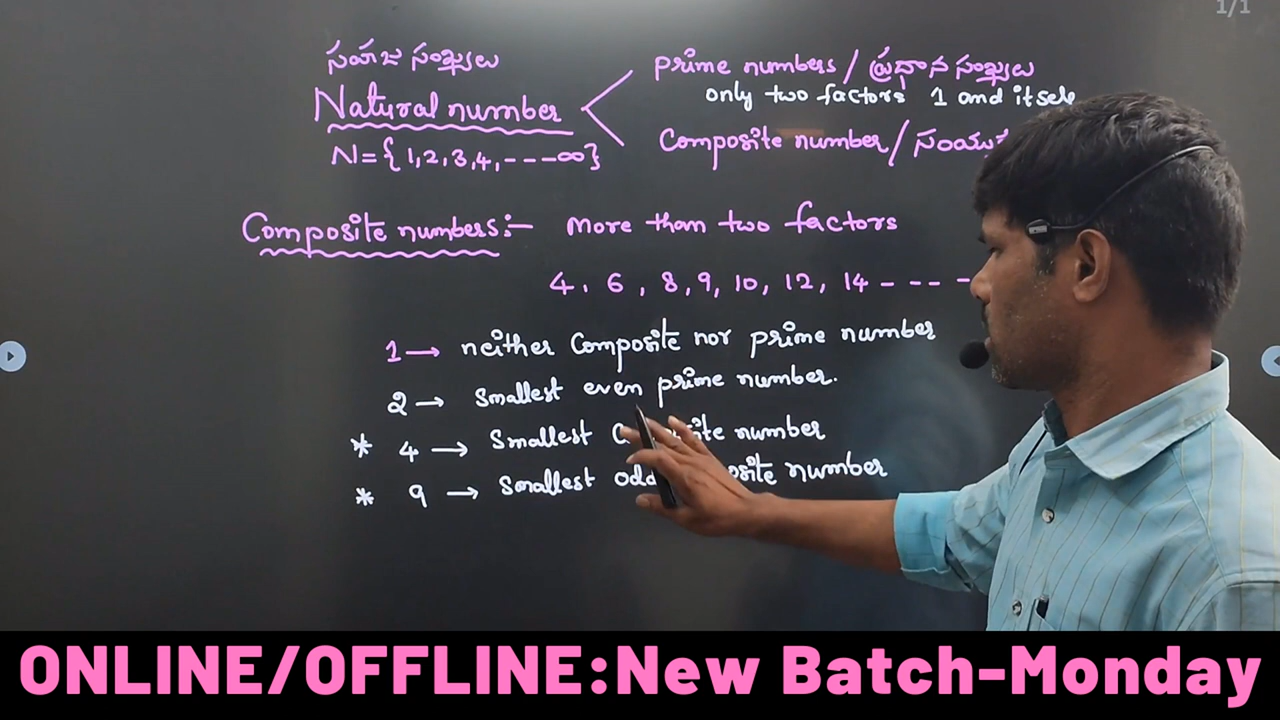 1/1
సహజ సంఖ్యలు
Natural number
N={1,2,3,4,----∞}
prime numbers / ప్రధాన సంఖ్యలు
only two factors 1 and itself
Composite number /
Composite numbers:- More than two factors
4, 6, 8, 9, 10, 12, 14 - - - -
1 → neither Composite nor prime number
2 → Smallest even prime number.
* 4 → Smallest Composite number
* 9 → Smallest odd number
ONLINE/OFFLINE:New Batch-Monday